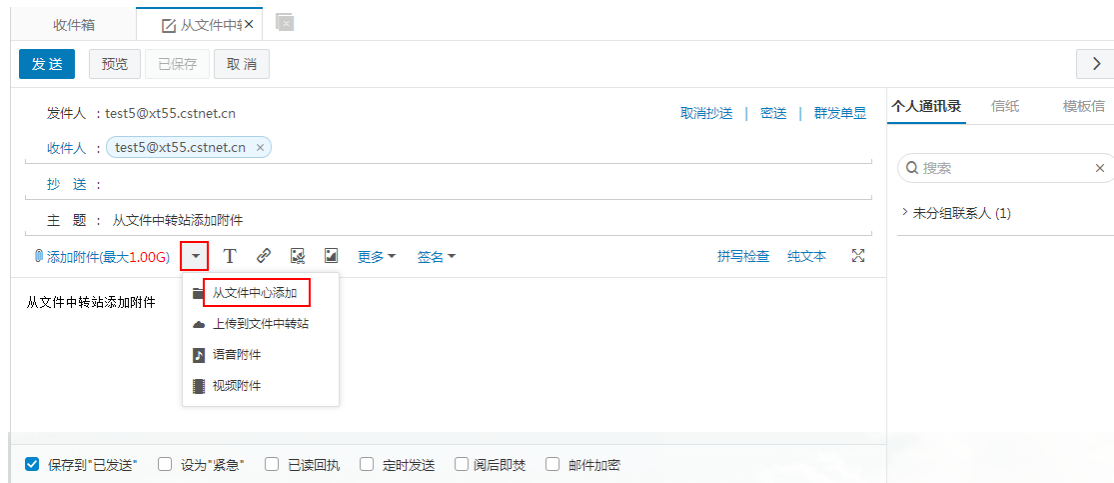 收件箱 从文件中转
发送 预览 已保存 取消
发件人 : test5@xt55.cstnet.cn 取消抄送 | 密送 | 群发单显
个人通讯录 信纸 模板信
收件人 : test5@xt55.cstnet.cn ×
搜索
抄 送 :
未分组联系人 (1)
主 题 : 从文件中转站添加附件
添加附件(最大1.00G) T 更多 签名 拼写检查 纯文本
从文件中转站添加附件
从文件中心添加
上传到文件中转站
语音附件
视频附件
保存到"已发送" 设为"紧急" 已读回执 定时发送 阅后即焚 邮件加密